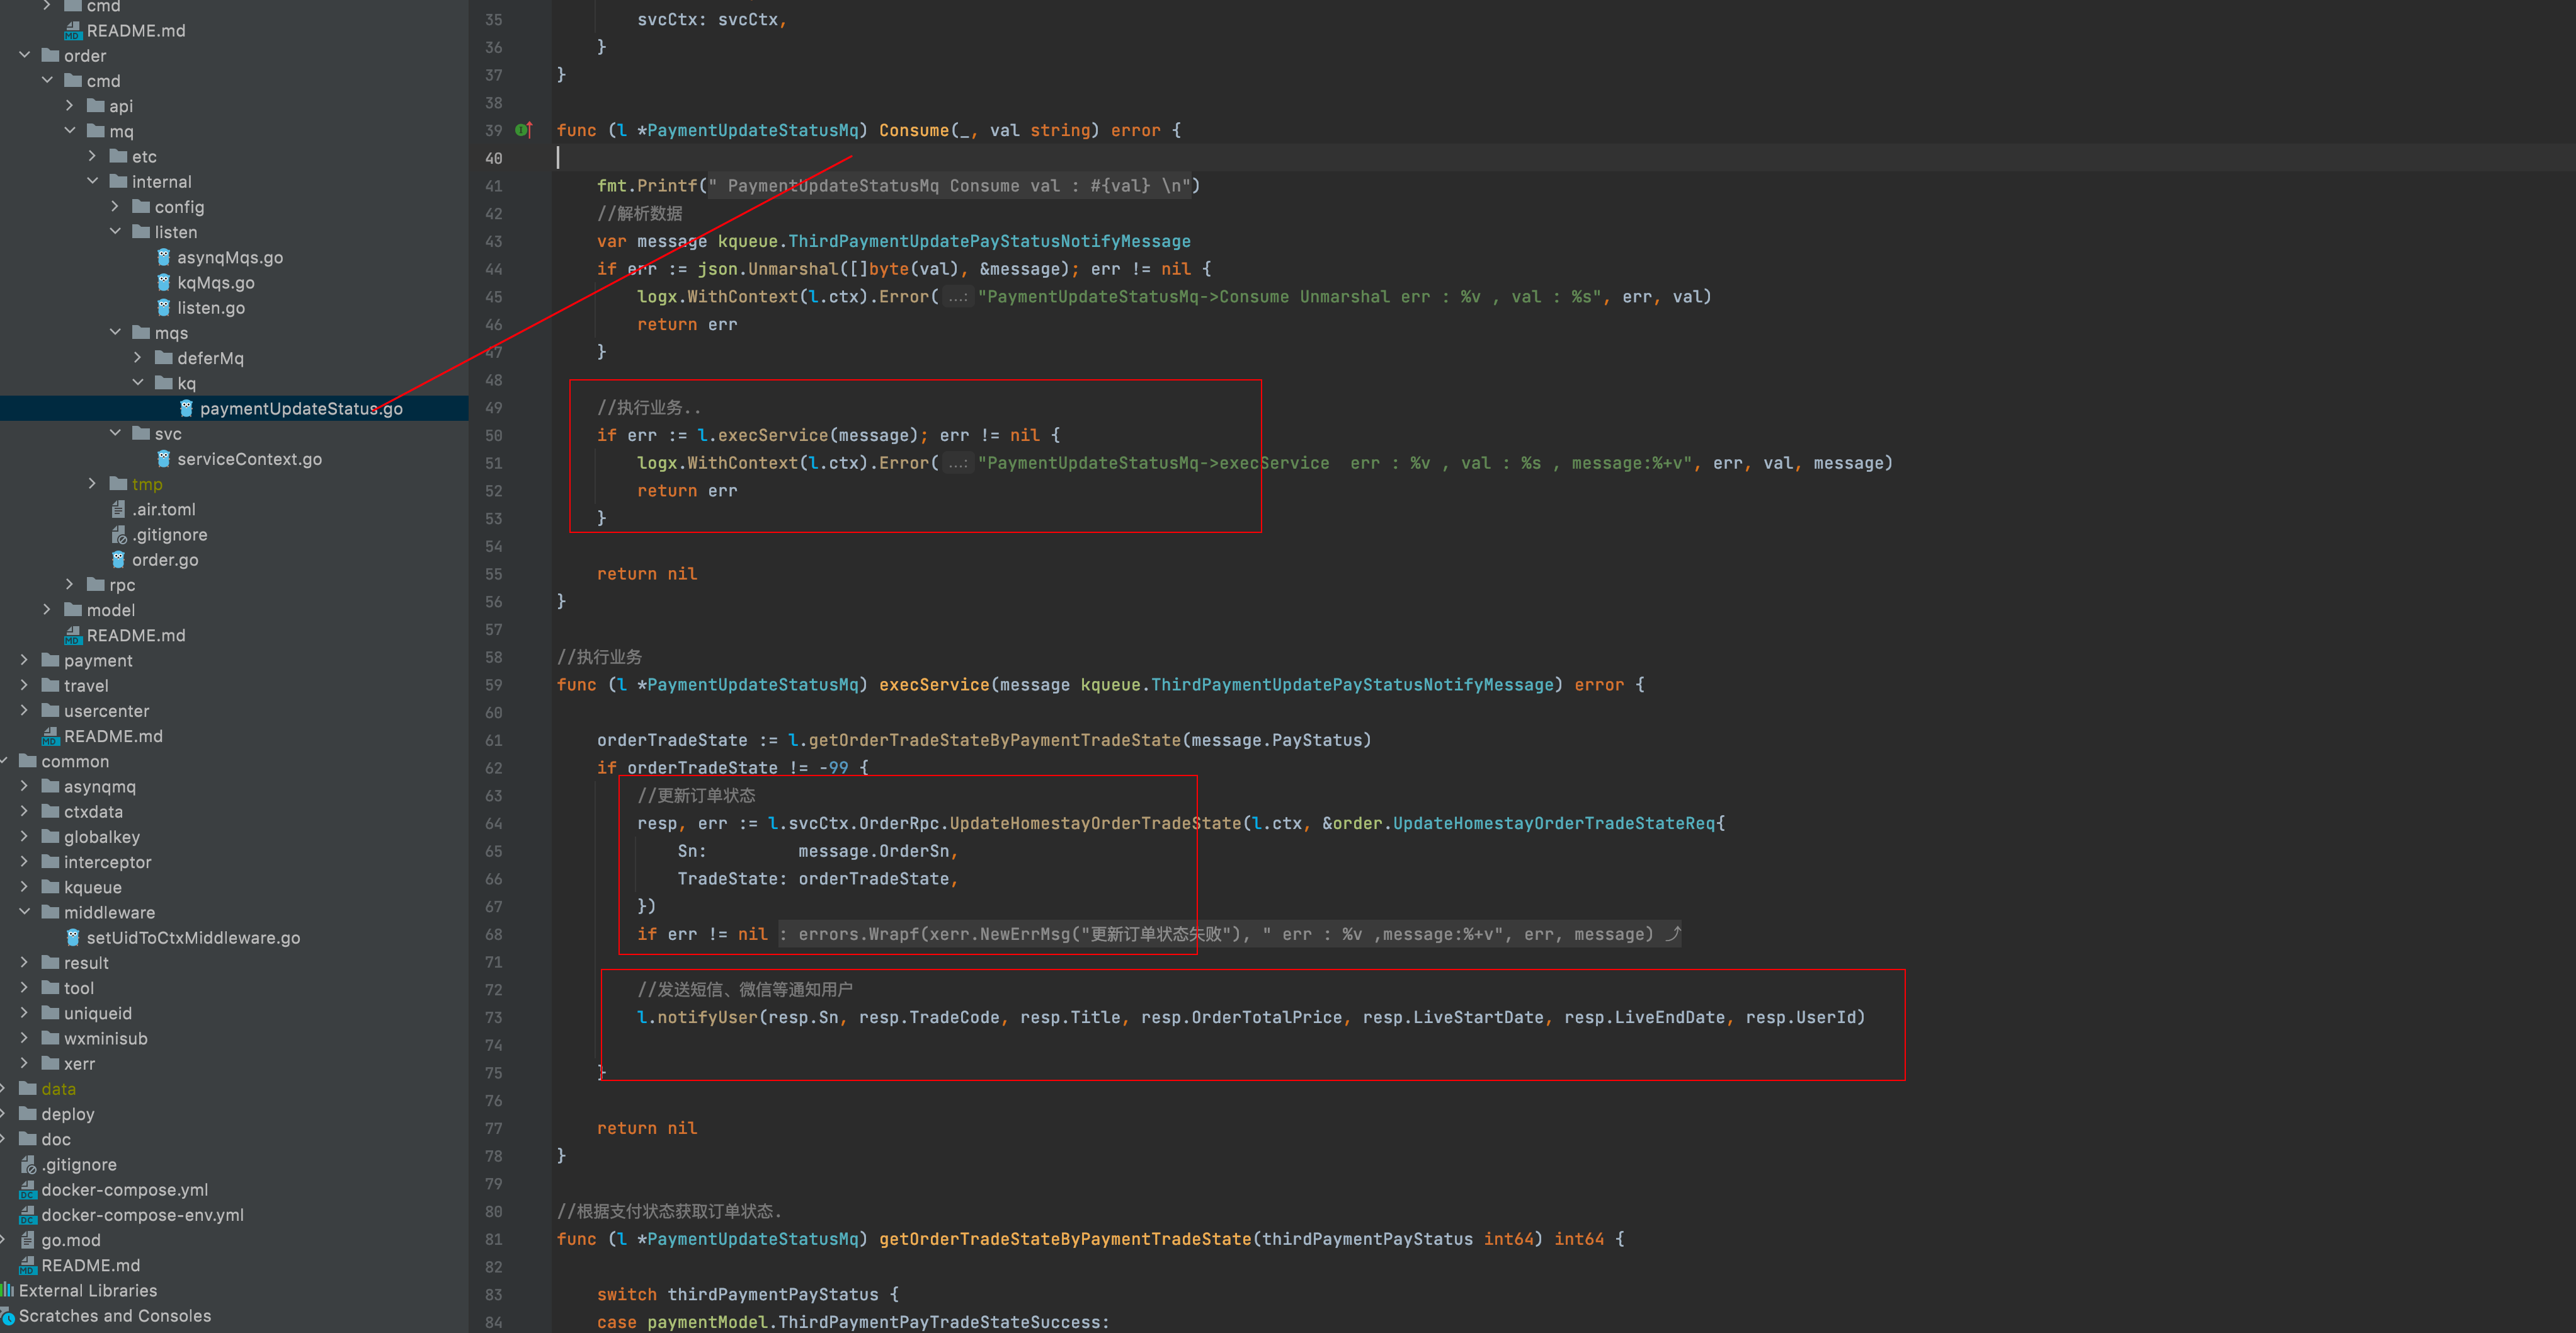 cmd
README.md
order
cmd
api
mq
etc
internal
config
listen
asynqMqs.go
kqMqs.go
listen.go
mqs
deferMq
kq
paymentUpdateStatus.go
svc
serviceContext.go
tmp
.air.toml
.gitignore
order.go
rpc
model
README.md
payment
travel
usercenter
README.md
common
asynqmq
ctxdata
globalkey
interceptor
kqueue
middleware
setUidToCtxMiddleware.go
result
tool
uniqueid
wxminisub
xerr
data
deploy
doc
.gitignore
docker-compose.yml
docker-compose-env.yml
go.mod
README.md
External Libraries
Scratches and Consoles
35 svcCtx: svcCtx,
36 }
37 }
38
39 func (l *PaymentUpdateStatusMq) Consume(_, val string) error {
40
41 fmt.Printf(" PaymentUpdateStatusMq Consume val : #{val} \n")
42 //解析数据
43 var message kqueue.ThirdPaymentUpdatePayStatusNotifyMessage
44 if err := json.Unmarshal([]byte(val), &message); err != nil {
45 logx.WithContext(l.ctx).Error( ...: "PaymentUpdateStatusMq->Consume Unmarshal err : %v , val : %s", err, val)
46 return err
47 }
48
49 //执行业务..
50 if err := l.execService(message); err != nil {
51 logx.WithContext(l.ctx).Error( ...: "PaymentUpdateStatusMq->execService  err : %v , val : %s , message:%+v", err, val, message)
52 return err
53 }
54
55 return nil
56 }
57
58 //执行业务
59 func (l *PaymentUpdateStatusMq) execService(message kqueue.ThirdPaymentUpdatePayStatusNotifyMessage) error {
60
61 orderTradeState := l.getOrderTradeStateByPaymentTradeState(message.PayStatus)
62 if orderTradeState != -99 {
63 //更新订单状态
64 resp, err := l.svcCtx.OrderRpc.UpdateHomestayOrderTradeState(l.ctx, &order.UpdateHomestayOrderTradeStateReq{
65 Sn: message.OrderSn,
66 TradeState: orderTradeState,
67 })
68 if err != nil : errors.Wrapf(xerr.NewErrMsg("更新订单状态失败"), " err : %v ,message:%+v", err, message)
71
72 //发送短信、微信等通知用户
73 l.notifyUser(resp.Sn, resp.TradeCode, resp.Title, resp.OrderTotalPrice, resp.LiveStartDate, resp.LiveEndDate, resp.UserId)
74
75 }
76
77 return nil
78 }
79
80 //根据支付状态获取订单状态.
81 func (l *PaymentUpdateStatusMq) getOrderTradeStateByPaymentTradeState(thirdPaymentPayStatus int64) int64 {
82
83 switch thirdPaymentPayStatus {
84 case paymentModel.ThirdPaymentPayTradeStateSuccess: